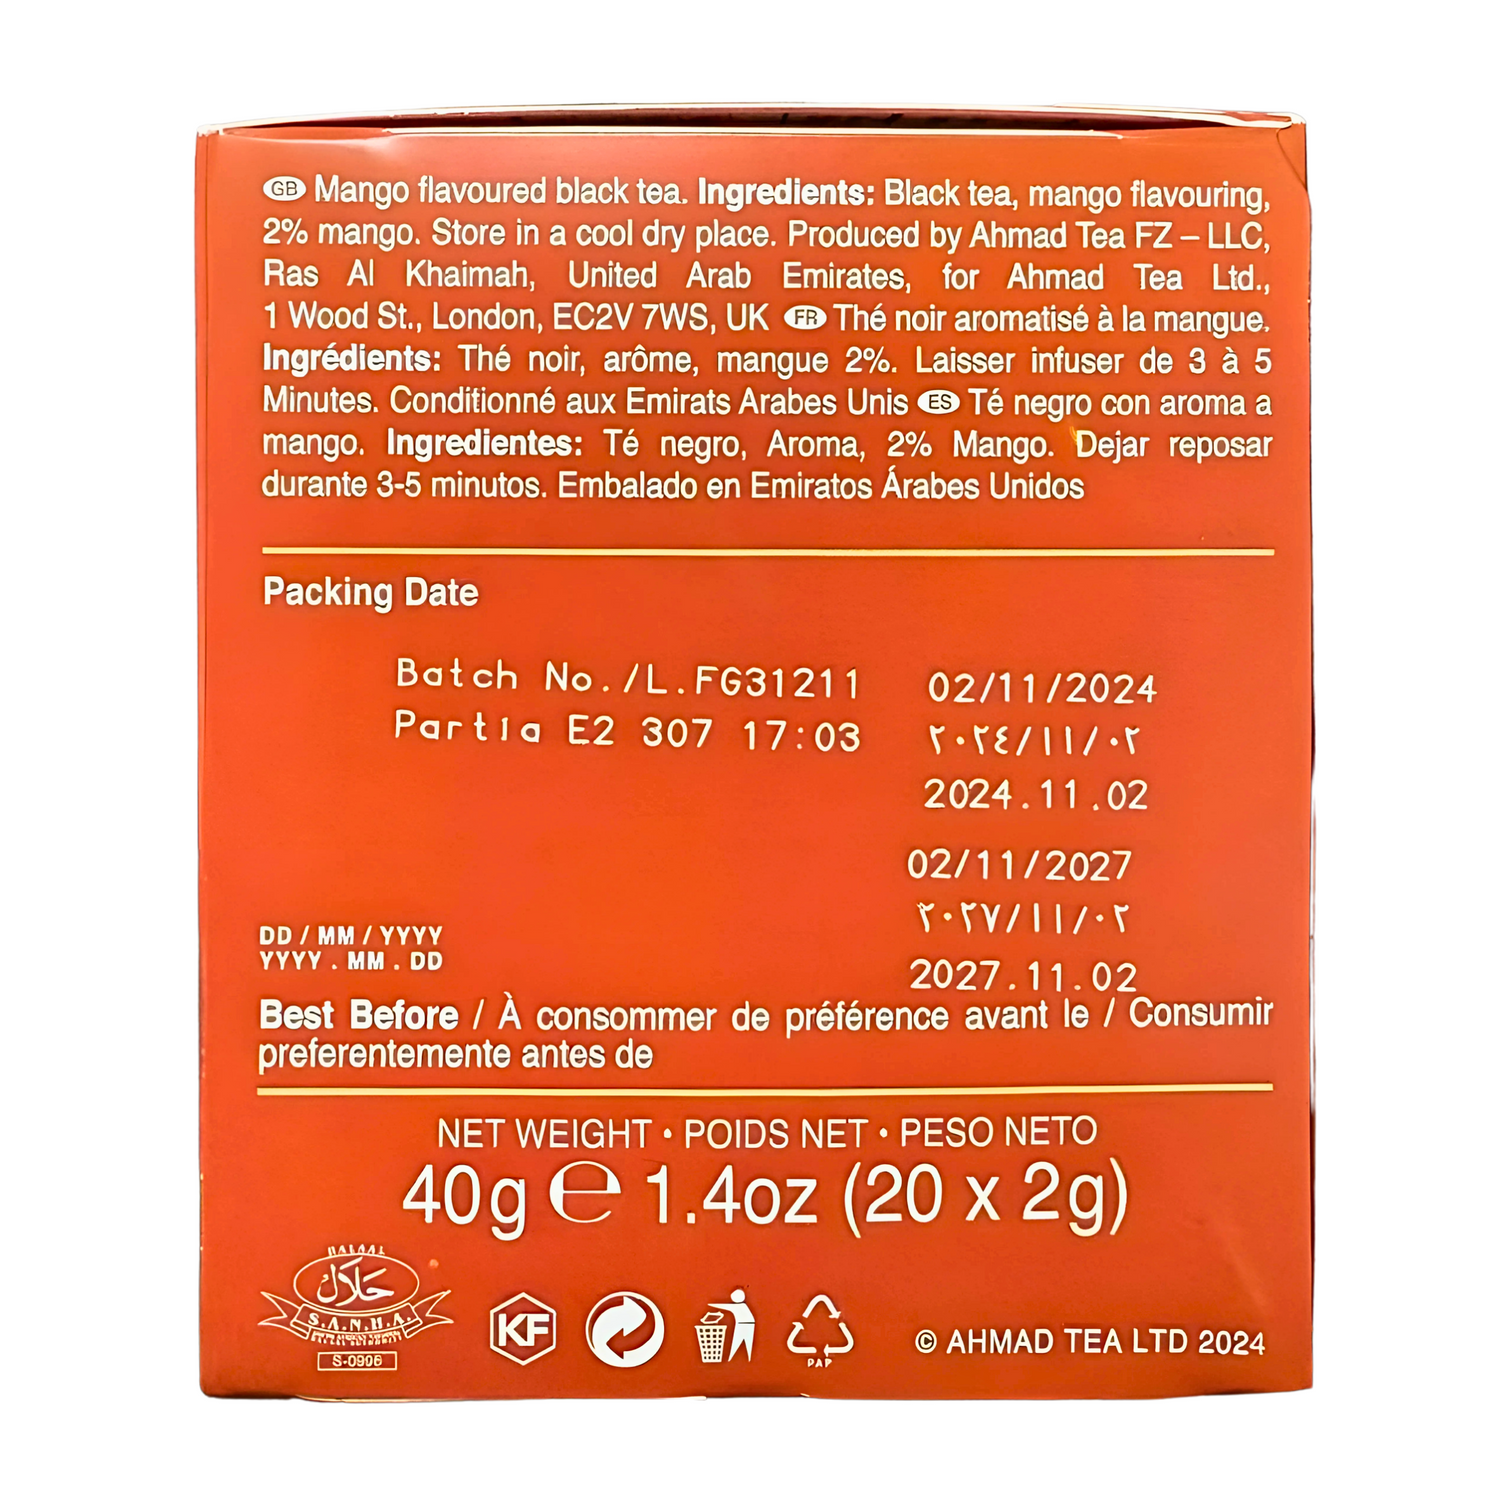 GB Mango flavoured black tea. Ingredients: Black tea, mango flavouring,
2% mango. Store in a cool dry place. Produced by Ahmad Tea FZ – LLC,
Ras Al Khaimah, United Arab Emirates, for Ahmad Tea Ltd.,
1 Wood St., London, EC2V 7WS, UK FR Thé noir aromatisé à la mangue.
Ingrédients: Thé noir, arôme, mangue 2%. Laisser infuser de 3 à 5
Minutes. Conditionné aux Emirats Arabes Unis ES Té negro con aroma a
mango. Ingredientes: Té negro, Aroma, 2% Mango. Dejar reposar
durante 3-5 minutos. Embalado en Emiratos Árabes Unidos
Packing Date
Batch No./L.FG31211 02/11/2024
Partia E2 307 17:03 ٢٠٢٤/١١/٠٢
2024.11.02
02/11/2027
٢٠٢٧/١١/٠٢
DD / MM / YYYY
YYYY . MM . DD 2027.11.02
Best Before / À consommer de préférence avant le / Consumir
preferentemente antes de
NET WEIGHT • POIDS NET • PESO NETO
40g ℮ 1.4oz (20 x 2g)
HALAAL
حلال
S.A.N.H.A.
S-0906
KF
PAP
© AHMAD TEA LTD 2024